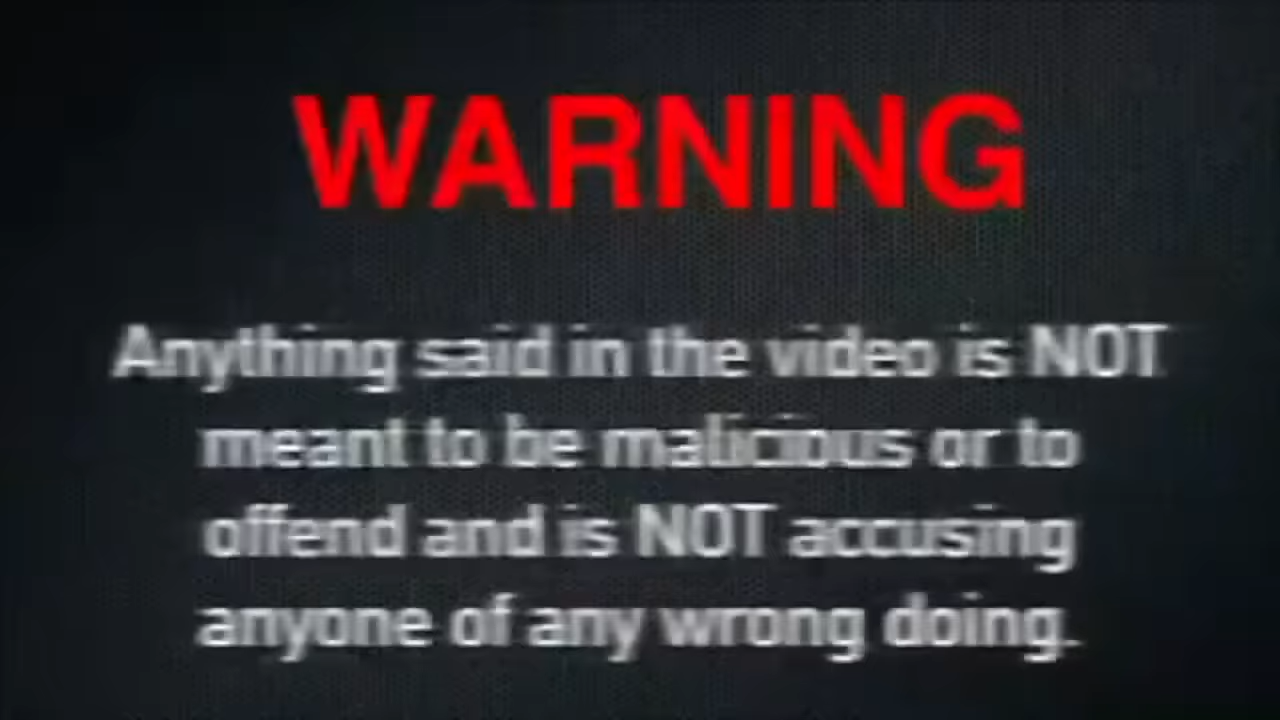 WARNING
Anything said in the video is NOT
meant to be malicious or to
offend and is NOT accusing
anyone of any wrong doing.